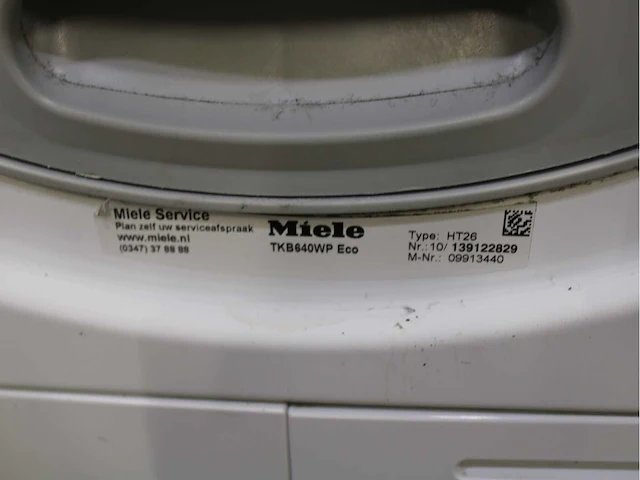 Miele Service
Plan zelf uw serviceafspraak
www.miele.nl
(0347) 37 88 88
Miele
TKB640WP Eco
Type: HT26
Nr.:10/ 139122829
M-Nr.: 09913440